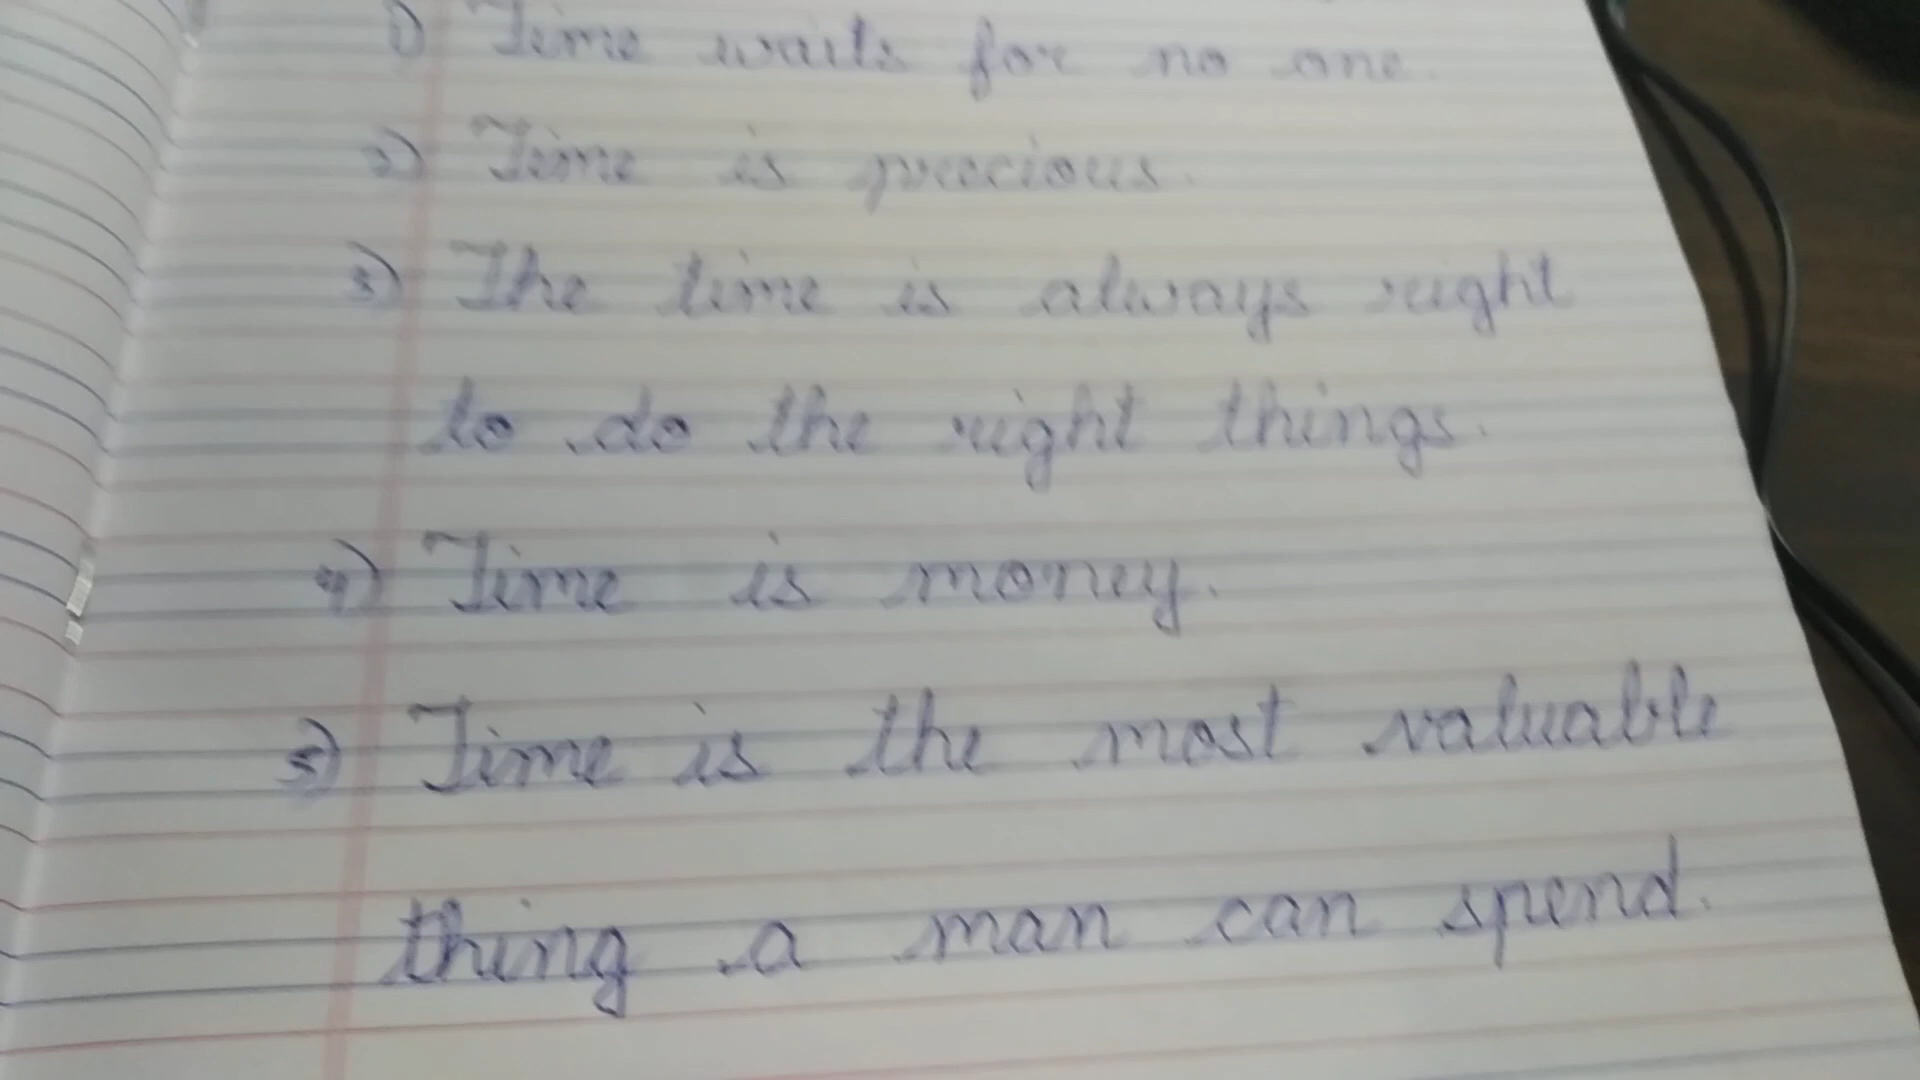 1) Time waits for no one.
2) Time is precious.
3) The time is always right
to do the right things.
4) Time is money.
5) Time is the most valuable
thing a man can spend.